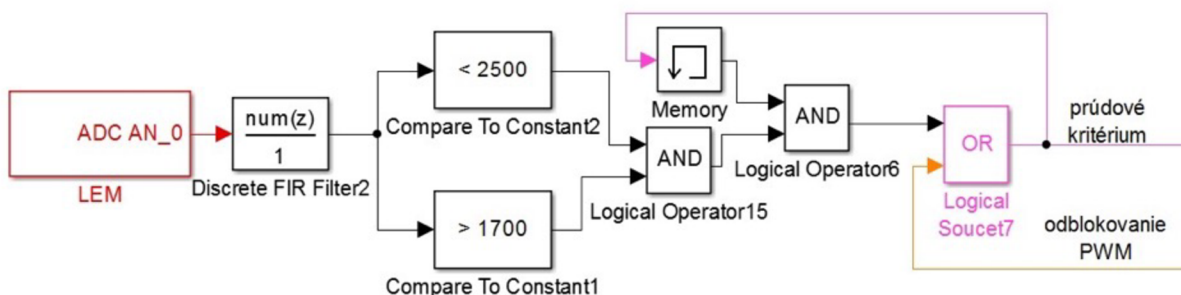 ADC AN_0
LEM
num(z)
1
Discrete FIR Filter2
< 2500
Compare To Constant2
> 1700
Compare To Constant1
AND
Logical Operator15
Memory
AND
Logical Operator6
OR
Logical
Soucet7
prúdové
kritérium
odblokovanie
PWM